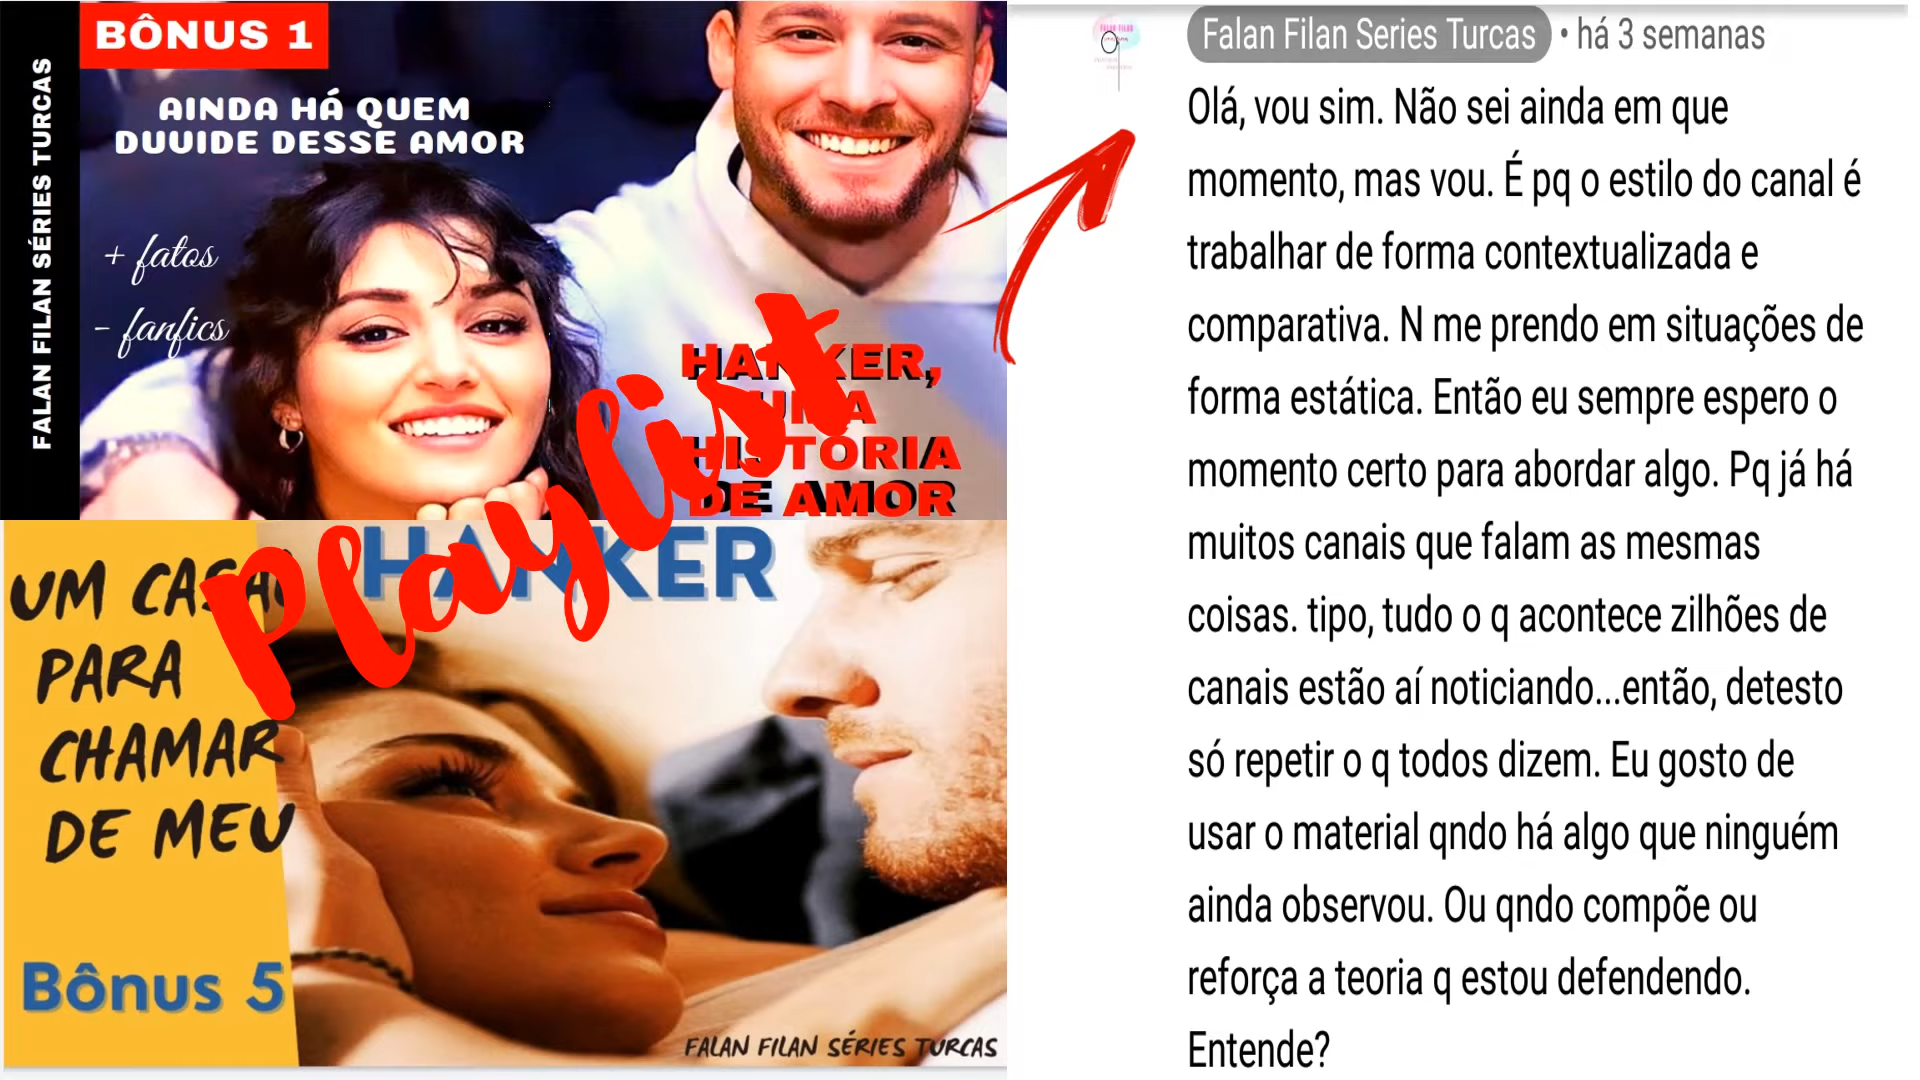 FALAN FILAN SÉRIES TURCAS
BÔNUS 1
AINDA HÁ QUEM
DUVIDE DESSE AMOR
+ fatos
- fanfics
HANKER,
UMA
HISTÓRIA
DE AMOR
Playlist
UM CASAL
PARA
CHAMAR
DE MEU
HANKER
Bônus 5
FALAN FILAN SÉRIES TURCAS
Falan Filan Series Turcas • há 3 semanas
Olá, vou sim. Não sei ainda em que
momento, mas vou. É pq o estilo do canal é
trabalhar de forma contextualizada e
comparativa. N me prendo em situações de
forma estática. Então eu sempre espero o
momento certo para abordar algo. Pq já há
muitos canais que falam as mesmas
coisas. tipo, tudo o q acontece zilhões de
canais estão aí noticiando...então, detesto
só repetir o q todos dizem. Eu gosto de
usar o material qndo há algo que ninguém
ainda observou. Ou qndo compõe ou
reforça a teoria q estou defendendo.
Entende?